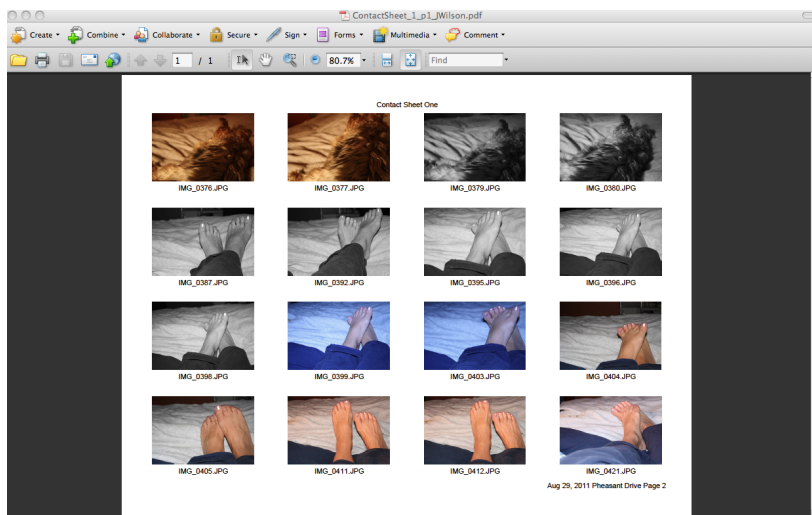 ContactSheet_1_p1_JWilson.pdf
Create Combine Collaborate Secure Sign Forms Multimedia Comment
1 / 1 80.7% Find
Contact Sheet One
IMG_0376.JPG IMG_0377.JPG IMG_0379.JPG IMG_0380.JPG
IMG_0387.JPG IMG_0392.JPG IMG_0395.JPG IMG_0396.JPG
IMG_0398.JPG IMG_0399.JPG IMG_0403.JPG IMG_0404.JPG
IMG_0405.JPG IMG_0411.JPG IMG_0412.JPG IMG_0421.JPG
Aug 29, 2011 Pheasant Drive Page 2